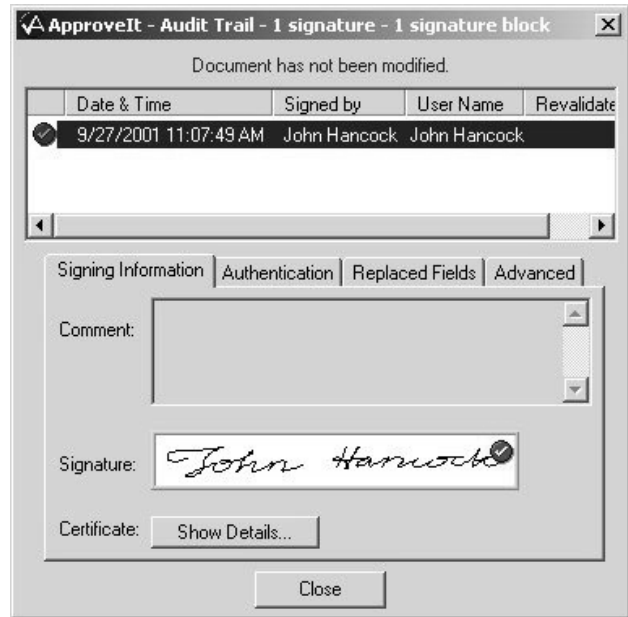 ApproveIt - Audit Trail - 1 signature - 1 signature block
Document has not been modified.
Date & Time Signed by User Name Revalidate
9/27/2001 11:07:49 AM John Hancock John Hancock
Signing Information Authentication Replaced Fields Advanced
Comment:
Signature: John Hancock
Certificate: Show Details...
Close